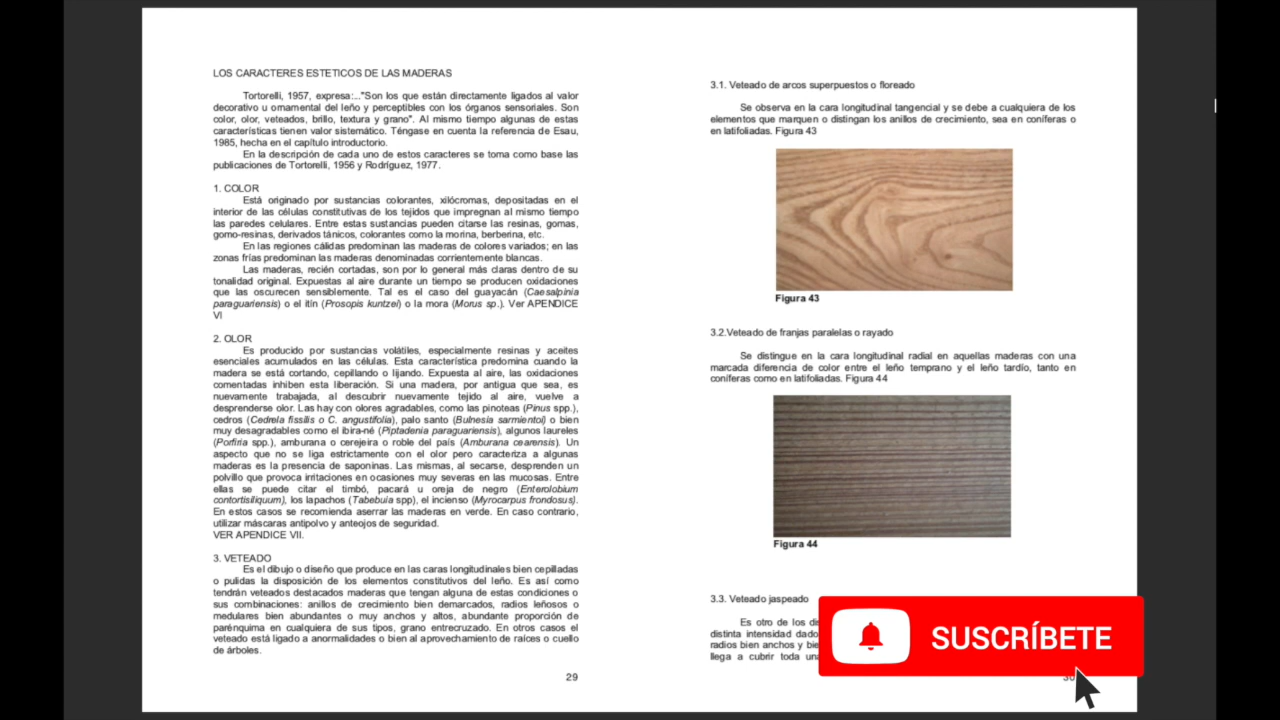 LOS CARACTERES ESTETICOS DE LAS MADERAS
Tortorelli, 1957, expresa:..."Son los que están directamente ligados al valor
decorativo u ornamental del leño y perceptibles con los órganos sensoriales. Son
color, olor, veteados, brillo, textura y grano". Al mismo tiempo algunas de estas
características tienen valor sistemático. Téngase en cuenta la referencia de Esau,
1985, hecha en el capítulo introductorio.
En la descripción de cada uno de estos caracteres se toma como base las
publicaciones de Tortorelli, 1956 y Rodríguez, 1977.
1. COLOR
Está originado por sustancias colorantes, xilócromas, depositadas en el
interior de las células constitutivas de los tejidos que impregnan al mismo tiempo
las paredes celulares. Entre estas sustancias pueden citarse las resinas, gomas,
gomo-resinas, derivados tánicos, colorantes como la morina, berberina, etc.
En las regiones cálidas predominan las maderas de colores variados; en las
zonas frías predominan las maderas denominadas corrientemente blancas.
Las maderas, recién cortadas, son por lo general más claras dentro de su
tonalidad original. Expuestas al aire durante un tiempo se producen oxidaciones
que las oscurecen sensiblemente. Tal es el caso del guayacán (Caesalpinia
paraguariensis) o el itín (Prosopis kuntzei) o la mora (Morus sp.). Ver APENDICE
VI
2. OLOR
Es producido por sustancias volátiles, especialmente resinas y aceites
esenciales acumulados en las células. Esta característica predomina cuando la
madera se está cortando, cepillando o lijando. Expuesta al aire, las oxidaciones
comentadas inhiben esta liberación. Si una madera, por antigua que sea, es
nuevamente trabajada, al descubrir nuevamente tejido al aire, vuelve a
desprenderse olor. Las hay con olores agradables, como las pinoteas (Pinus spp.),
cedros (Cedrela fissilis o C. angustifolia), palo santo (Bulnesia sarmientoi) o bien
muy desagradables como el ibira-né (Piptadenia paraguariensis), algunos laureles
(Porfiria spp.), amburana o cerejeira o roble del país (Amburana cearensis). Un
aspecto que no se liga estrictamente con el olor pero caracteriza a algunas
maderas es la presencia de saponinas. Las mismas, al secarse, desprenden un
polvillo que provoca irritaciones en ocasiones muy severas en las mucosas. Entre
ellas se puede citar el timbó, pacará u oreja de negro (Enterolobium
contortisiliquum), los lapachos (Tabebuia spp), el incienso (Myrocarpus frondosus).
En estos casos se recomienda aserrar las maderas en verde. En caso contrario,
utilizar máscaras antipolvo y anteojos de seguridad.
VER APENDICE VII.
3. VETEADO
Es el dibujo o diseño que produce en las caras longitudinales bien cepilladas
o pulidas la disposición de los elementos constitutivos del leño. Es así como
tendrán veteados destacados maderas que tengan alguna de estas condiciones o
sus combinaciones: anillos de crecimiento bien demarcados, radios leñosos o
medulares bien abundantes o muy anchos y altos, abundante proporción de
parénquima en cualquiera de sus tipos, grano entrecruzado. En otros casos el
veteado está ligado a anormalidades o bien al aprovechamiento de raíces o cuello
de árboles.
29
3.1. Veteado de arcos superpuestos o floreado
Se observa en la cara longitudinal tangencial y se debe a cualquiera de los
elementos que marquen o distingan los anillos de crecimiento, sea en coníferas o
en latifoliadas. Figura 43
Figura 43
3.2.Veteado de franjas paralelas o rayado
Se distingue en la cara longitudinal radial en aquellas maderas con una
marcada diferencia de color entre el leño temprano y el leño tardío, tanto en
coníferas como en latifoliadas. Figura 44
Figura 44
3.3. Veteado jaspeado
Es otro de los
distinta intensidad dado
radios bien anchos y
llega a cubrir toda
SUSCRÍBETE